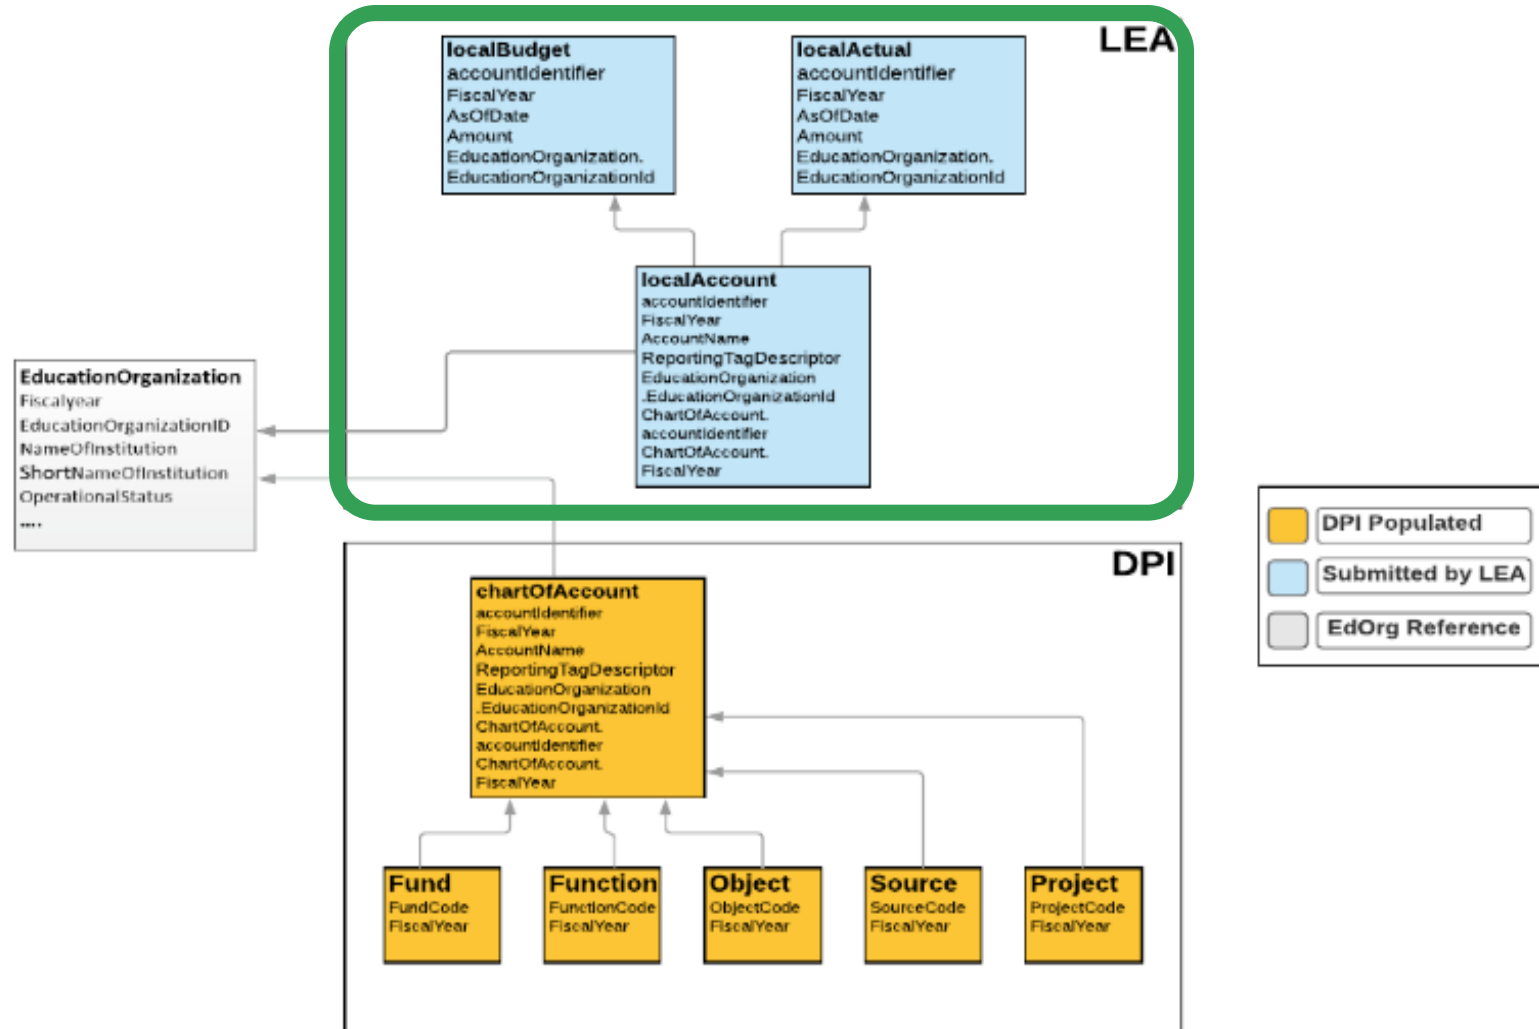 LEA
localBudget
accountIdentifier
FiscalYear
AsOfDate
Amount
EducationOrganization.
EducationOrganizationId
localActual
accountIdentifier
FiscalYear
AsOfDate
Amount
EducationOrganization.
EducationOrganizationId
localAccount
accountIdentifier
FiscalYear
AccountName
ReportingTagDescriptor
EducationOrganization
.EducationOrganizationId
ChartOfAccount.
accountIdentifier
ChartOfAccount.
FiscalYear
EducationOrganization
Fiscalyear
EducationOrganizationID
NameOfInstitution
ShortNameOfInstitution
OperationalStatus
....
DPI Populated
Submitted by LEA
EdOrg Reference
DPI
chartOfAccount
accountIdentifier
FiscalYear
AccountName
ReportingTagDescriptor
EducationOrganization
.EducationOrganizationId
ChartOfAccount.
accountIdentifier
ChartOfAccount.
FiscalYear
Fund
FundCode
FiscalYear
Function
FunctionCode
FiscalYear
Object
ObjectCode
FiscalYear
Source
SourceCode
FiscalYear
Project
ProjectCode
FiscalYear